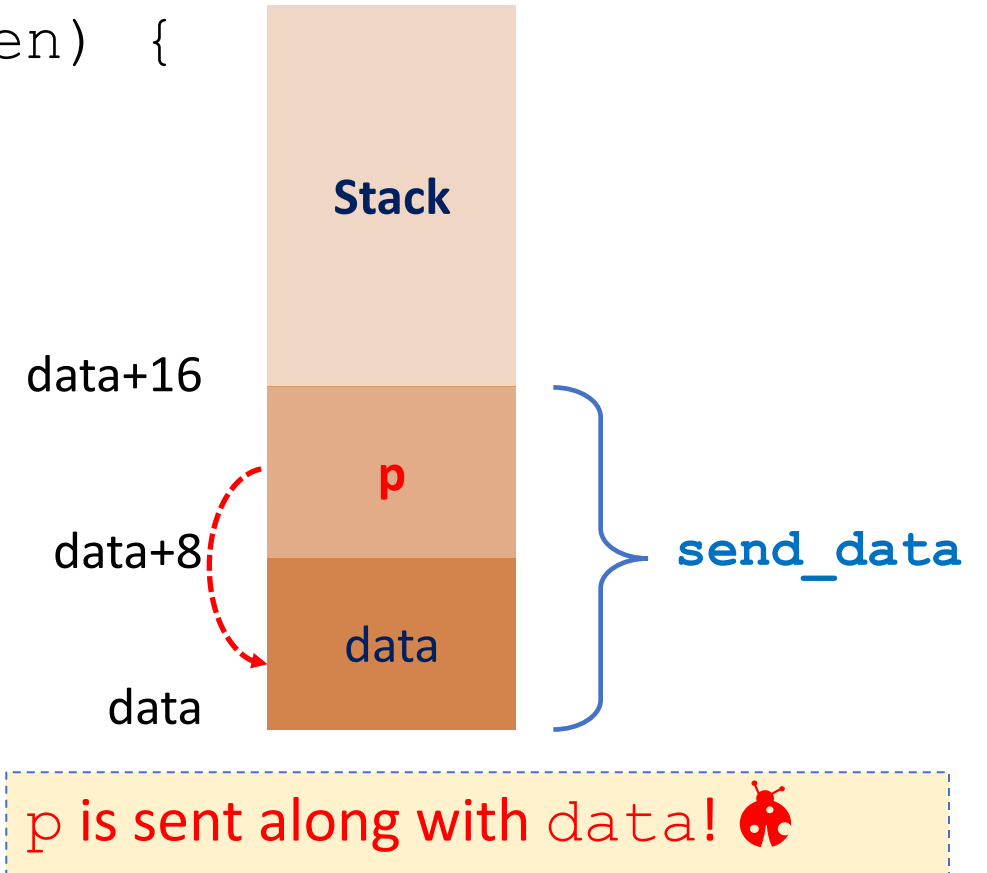 en) {
Stack
data+16
p
data+8
send_data
data
data
p is sent along with data!